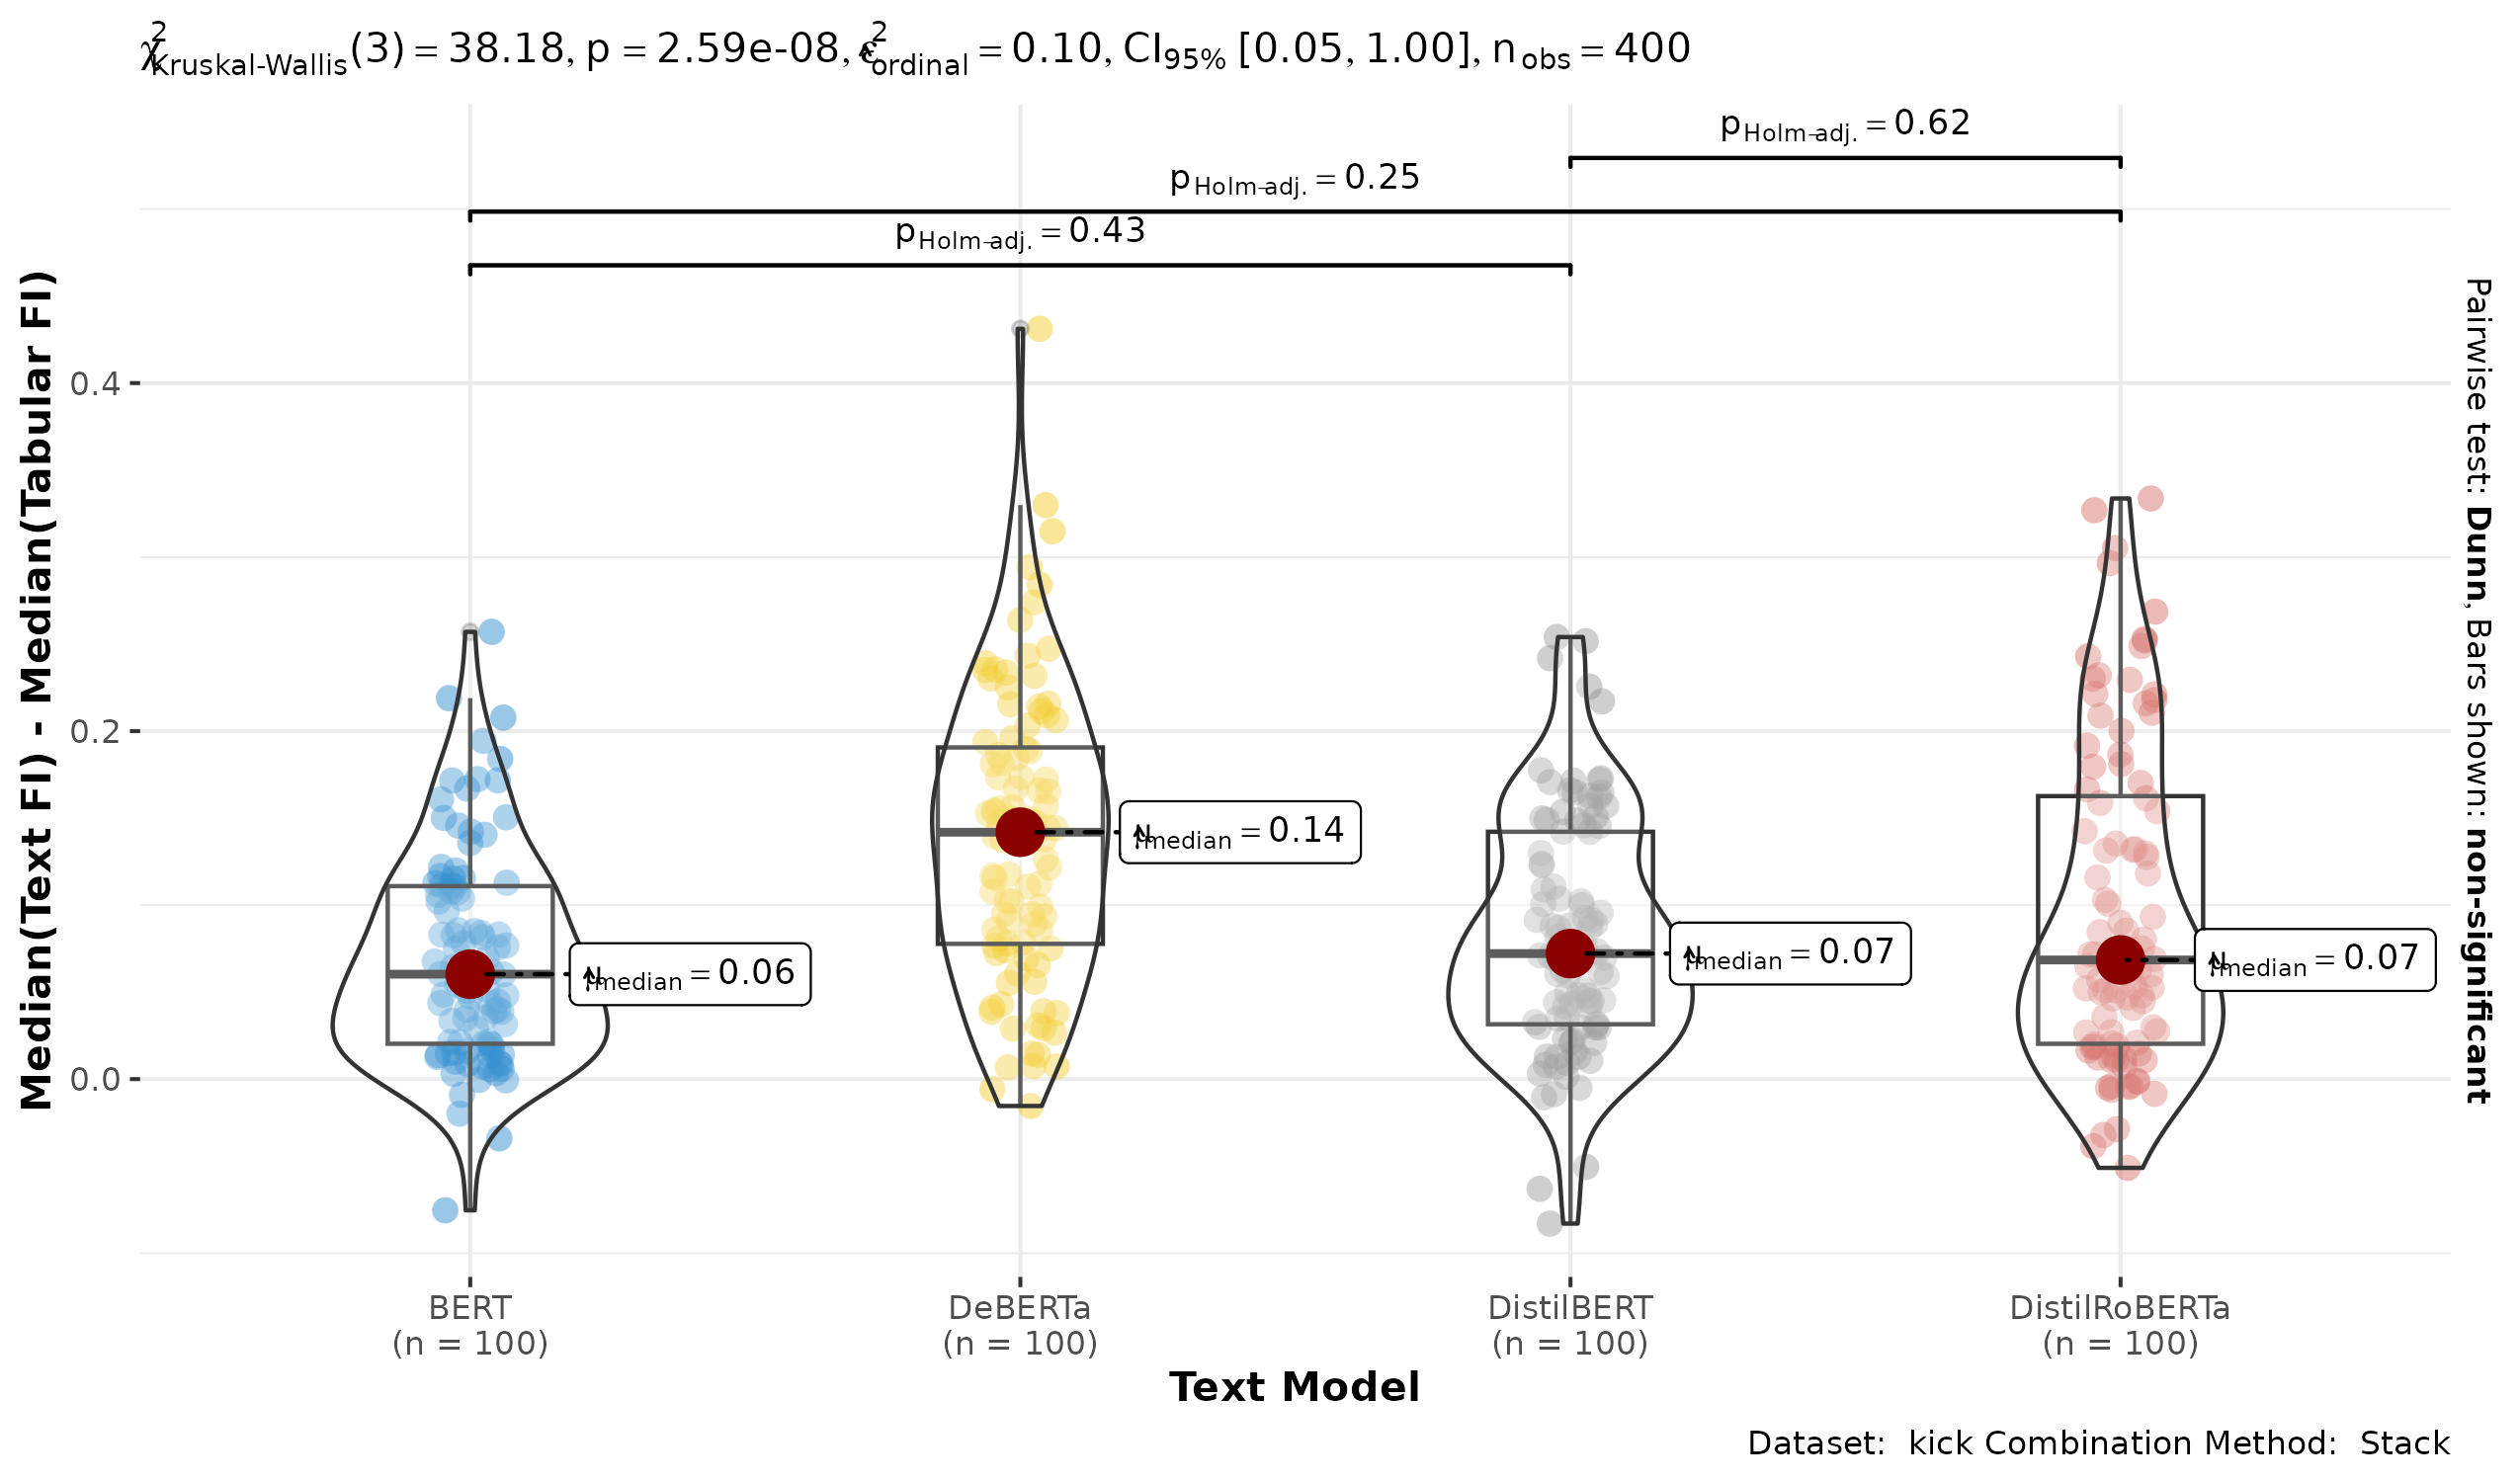 χ̂²Kruskal-Wallis(3) = 38.18, p = 2.59e-08, ε̂²ordinal = 0.10, CI95% [0.05, 1.00], nobs = 400
pHolm-adj. = 0.62
pHolm-adj. = 0.25
pHolm-adj. = 0.43
Median(Text FI) - Median(Tabular FI)
0.4
0.2
0.0
μ̂median = 0.14
μ̂median = 0.06
μ̂median = 0.07
μ̂median = 0.07
Pairwise test: Dunn, Bars shown: non-significant
BERT
(n = 100)
DeBERTa
(n = 100)
DistilBERT
(n = 100)
DistilRoBERTa
(n = 100)
Text Model
Dataset: kick Combination Method: Stack